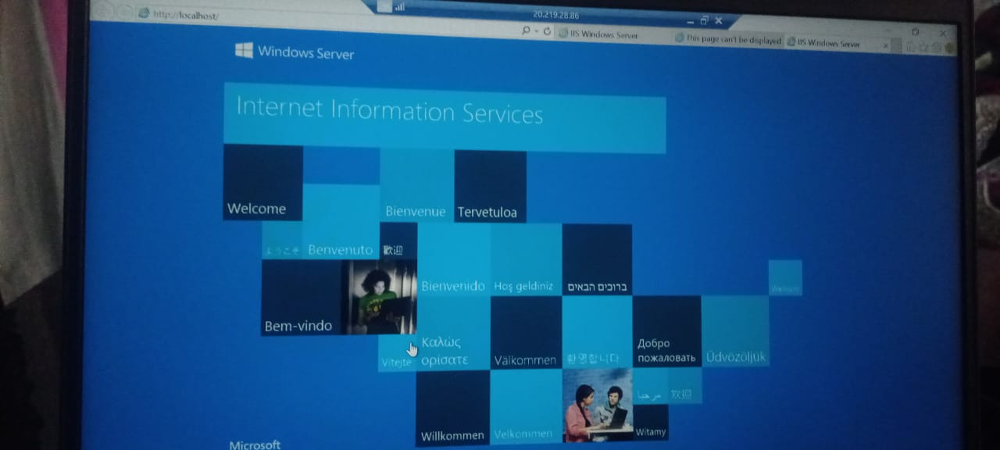 20.219.28.86
http://localhost/
IIS Windows Server
This page can't be displayed
IIS Windows Server
Windows Server
Internet Information Services
Welcome
Bienvenue
Tervetuloa
ようこそ
Benvenuto
歡迎
Bienvenido
Hoş geldiniz
ברוכים הבאים
Welkom
Bem-vindo
Vítejte
Καλώς
ορίσατε
Välkommen
환영합니다
Добро
пожаловать
Üdvözöljük
مرحبا
欢迎
Willkommen
Velkommen
Witamy
Microsoft